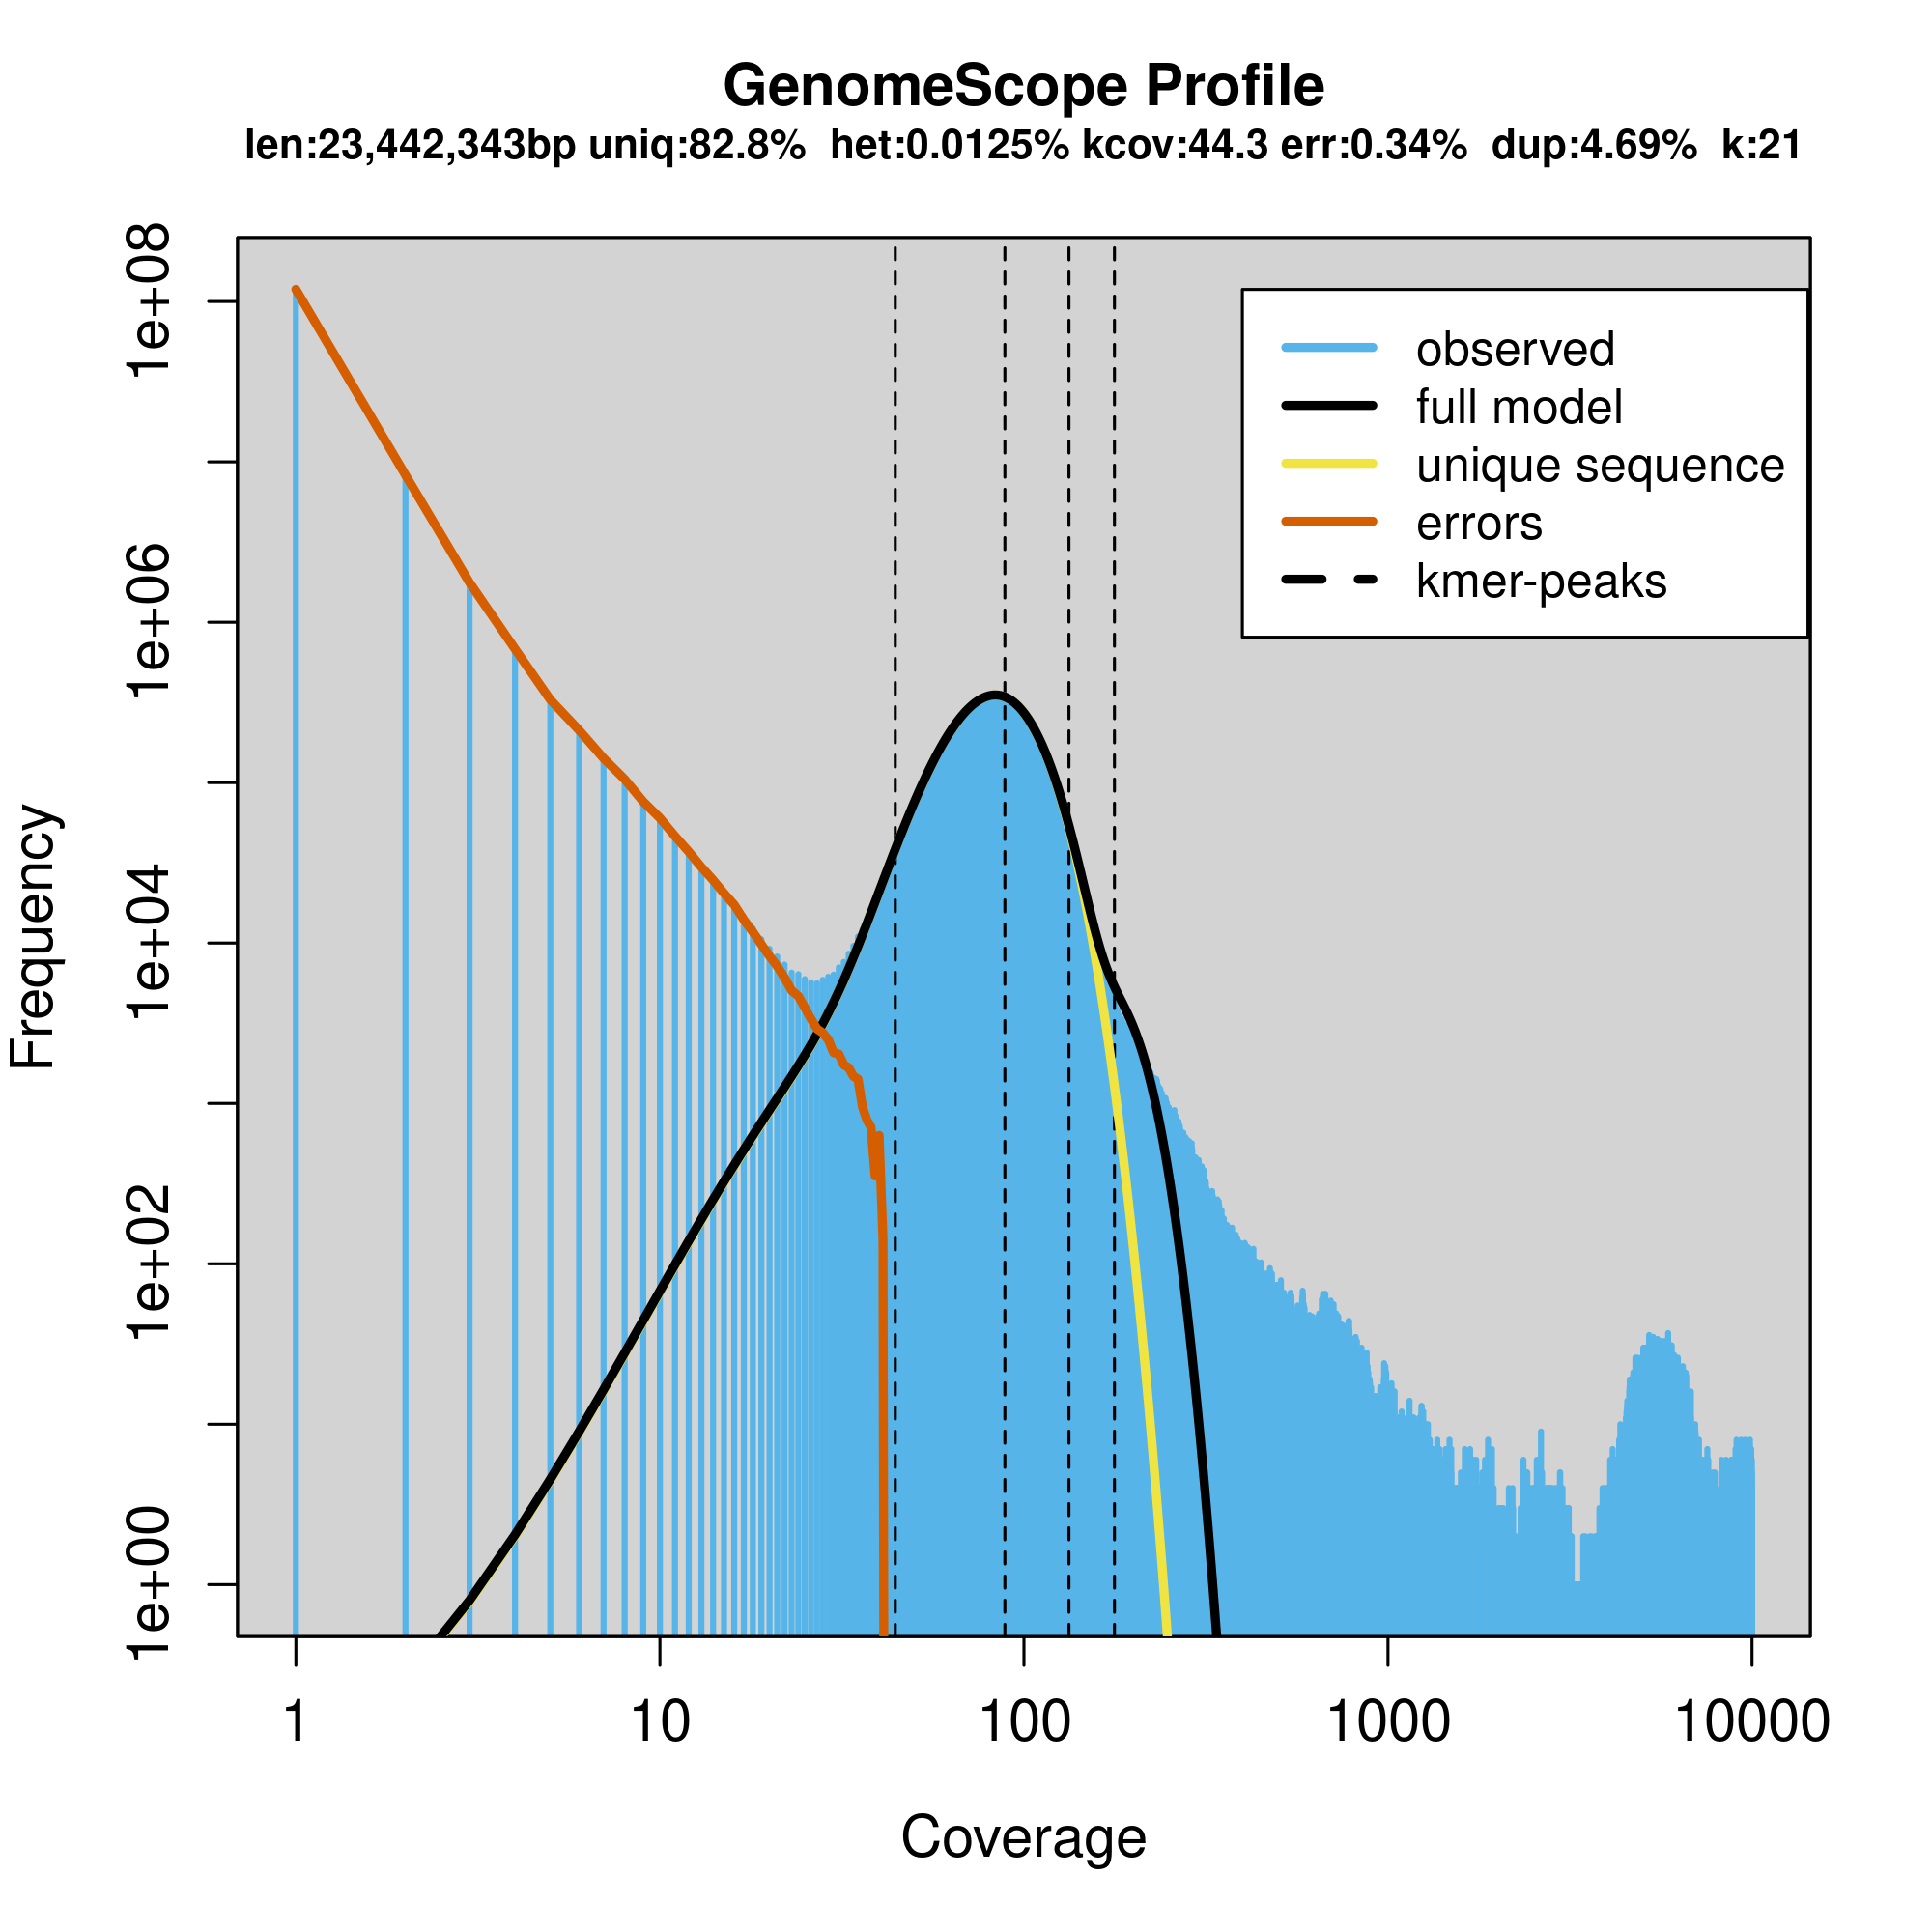 GenomeScope Profile
len:23,442,343bp uniq:82.8% het:0.0125% kcov:44.3 err:0.34% dup:4.69% k:21
observed
full model
unique sequence
errors
kmer-peaks
Frequency
1e+08
1e+06
1e+04
1e+02
1e+00
1 10 100 1000 10000
Coverage